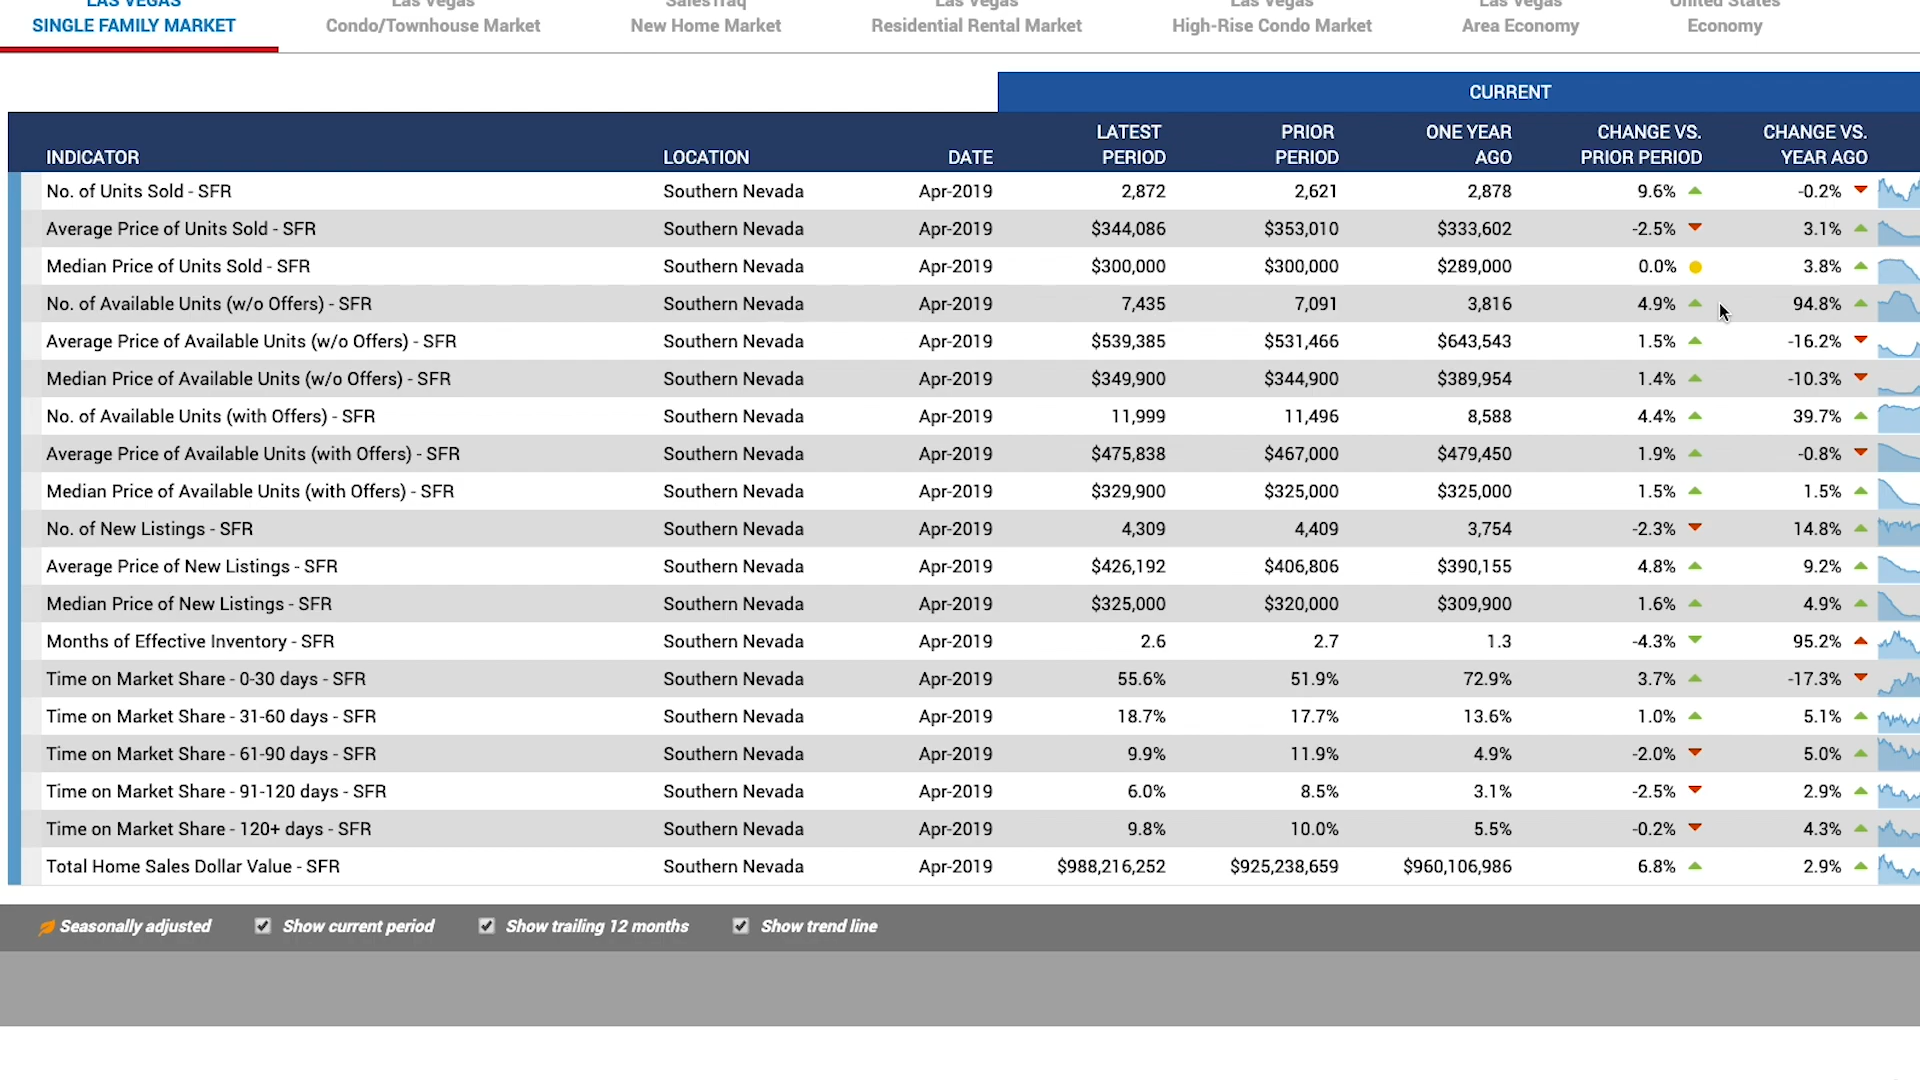 LAS VEGAS Las Vegas SalesTraq Las Vegas Las Vegas Las Vegas United States
SINGLE FAMILY MARKET Condo/Townhouse Market New Home Market Residential Rental Market High-Rise Condo Market Area Economy Economy
CURRENT
LATEST PRIOR ONE YEAR CHANGE VS. CHANGE VS.
INDICATOR LOCATION DATE PERIOD PERIOD AGO PRIOR PERIOD YEAR AGO
No. of Units Sold - SFR Southern Nevada Apr-2019 2,872 2,621 2,878 9.6% -0.2%
Average Price of Units Sold - SFR Southern Nevada Apr-2019 $344,086 $353,010 $333,602 -2.5% 3.1%
Median Price of Units Sold - SFR Southern Nevada Apr-2019 $300,000 $300,000 $289,000 0.0% 3.8%
No. of Available Units (w/o Offers) - SFR Southern Nevada Apr-2019 7,435 7,091 3,816 4.9% 94.8%
Average Price of Available Units (w/o Offers) - SFR Southern Nevada Apr-2019 $539,385 $531,466 $643,543 1.5% -16.2%
Median Price of Available Units (w/o Offers) - SFR Southern Nevada Apr-2019 $349,900 $344,900 $389,954 1.4% -10.3%
No. of Available Units (with Offers) - SFR Southern Nevada Apr-2019 11,999 11,496 8,588 4.4% 39.7%
Average Price of Available Units (with Offers) - SFR Southern Nevada Apr-2019 $475,838 $467,000 $479,450 1.9% -0.8%
Median Price of Available Units (with Offers) - SFR Southern Nevada Apr-2019 $329,900 $325,000 $325,000 1.5% 1.5%
No. of New Listings - SFR Southern Nevada Apr-2019 4,309 4,409 3,754 -2.3% 14.8%
Average Price of New Listings - SFR Southern Nevada Apr-2019 $426,192 $406,806 $390,155 4.8% 9.2%
Median Price of New Listings - SFR Southern Nevada Apr-2019 $325,000 $320,000 $309,900 1.6% 4.9%
Months of Effective Inventory - SFR Southern Nevada Apr-2019 2.6 2.7 1.3 -4.3% 95.2%
Time on Market Share - 0-30 days - SFR Southern Nevada Apr-2019 55.6% 51.9% 72.9% 3.7% -17.3%
Time on Market Share - 31-60 days - SFR Southern Nevada Apr-2019 18.7% 17.7% 13.6% 1.0% 5.1%
Time on Market Share - 61-90 days - SFR Southern Nevada Apr-2019 9.9% 11.9% 4.9% -2.0% 5.0%
Time on Market Share - 91-120 days - SFR Southern Nevada Apr-2019 6.0% 8.5% 3.1% -2.5% 2.9%
Time on Market Share - 120+ days - SFR Southern Nevada Apr-2019 9.8% 10.0% 5.5% -0.2% 4.3%
Total Home Sales Dollar Value - SFR Southern Nevada Apr-2019 $988,216,252 $925,238,659 $960,106,986 6.8% 2.9%
Seasonally adjusted Show current period Show trailing 12 months Show trend line